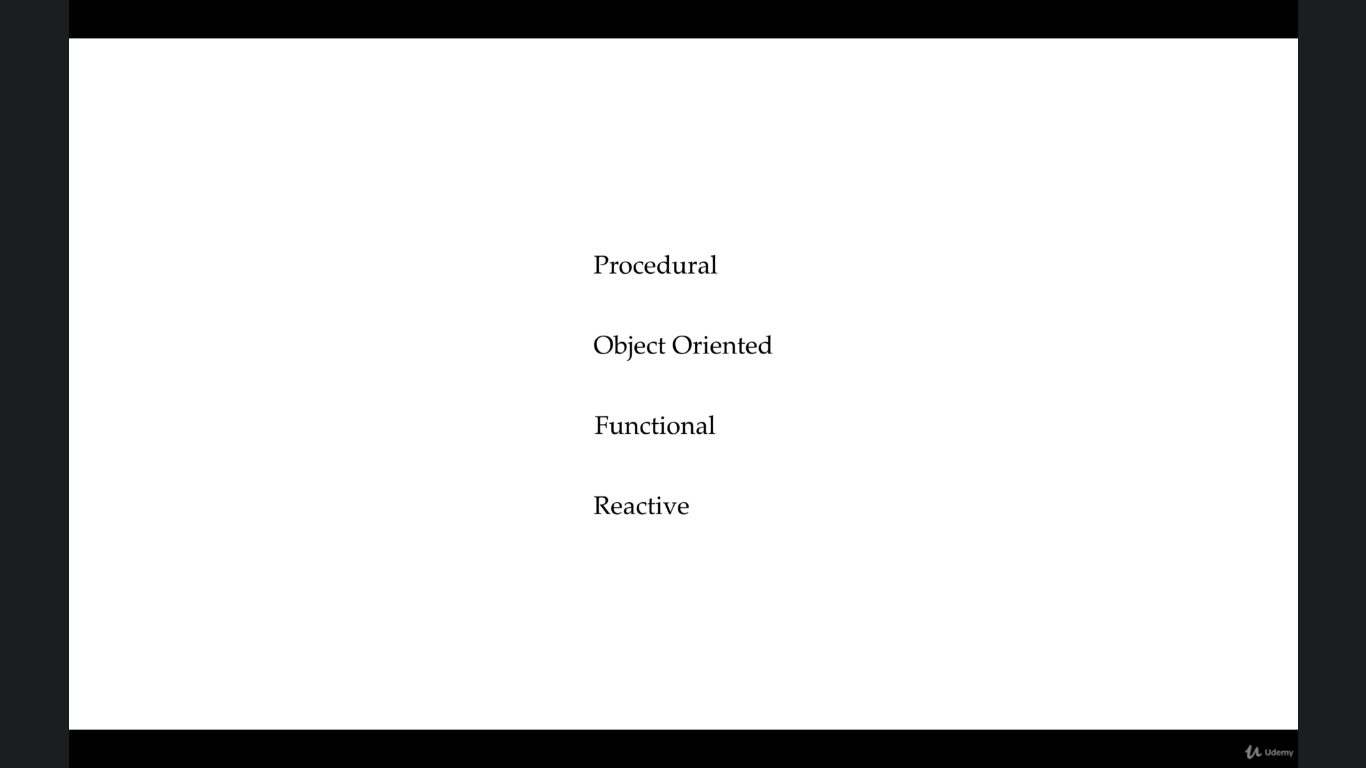 Procedural
Object Oriented
Functional
Reactive
Udemy